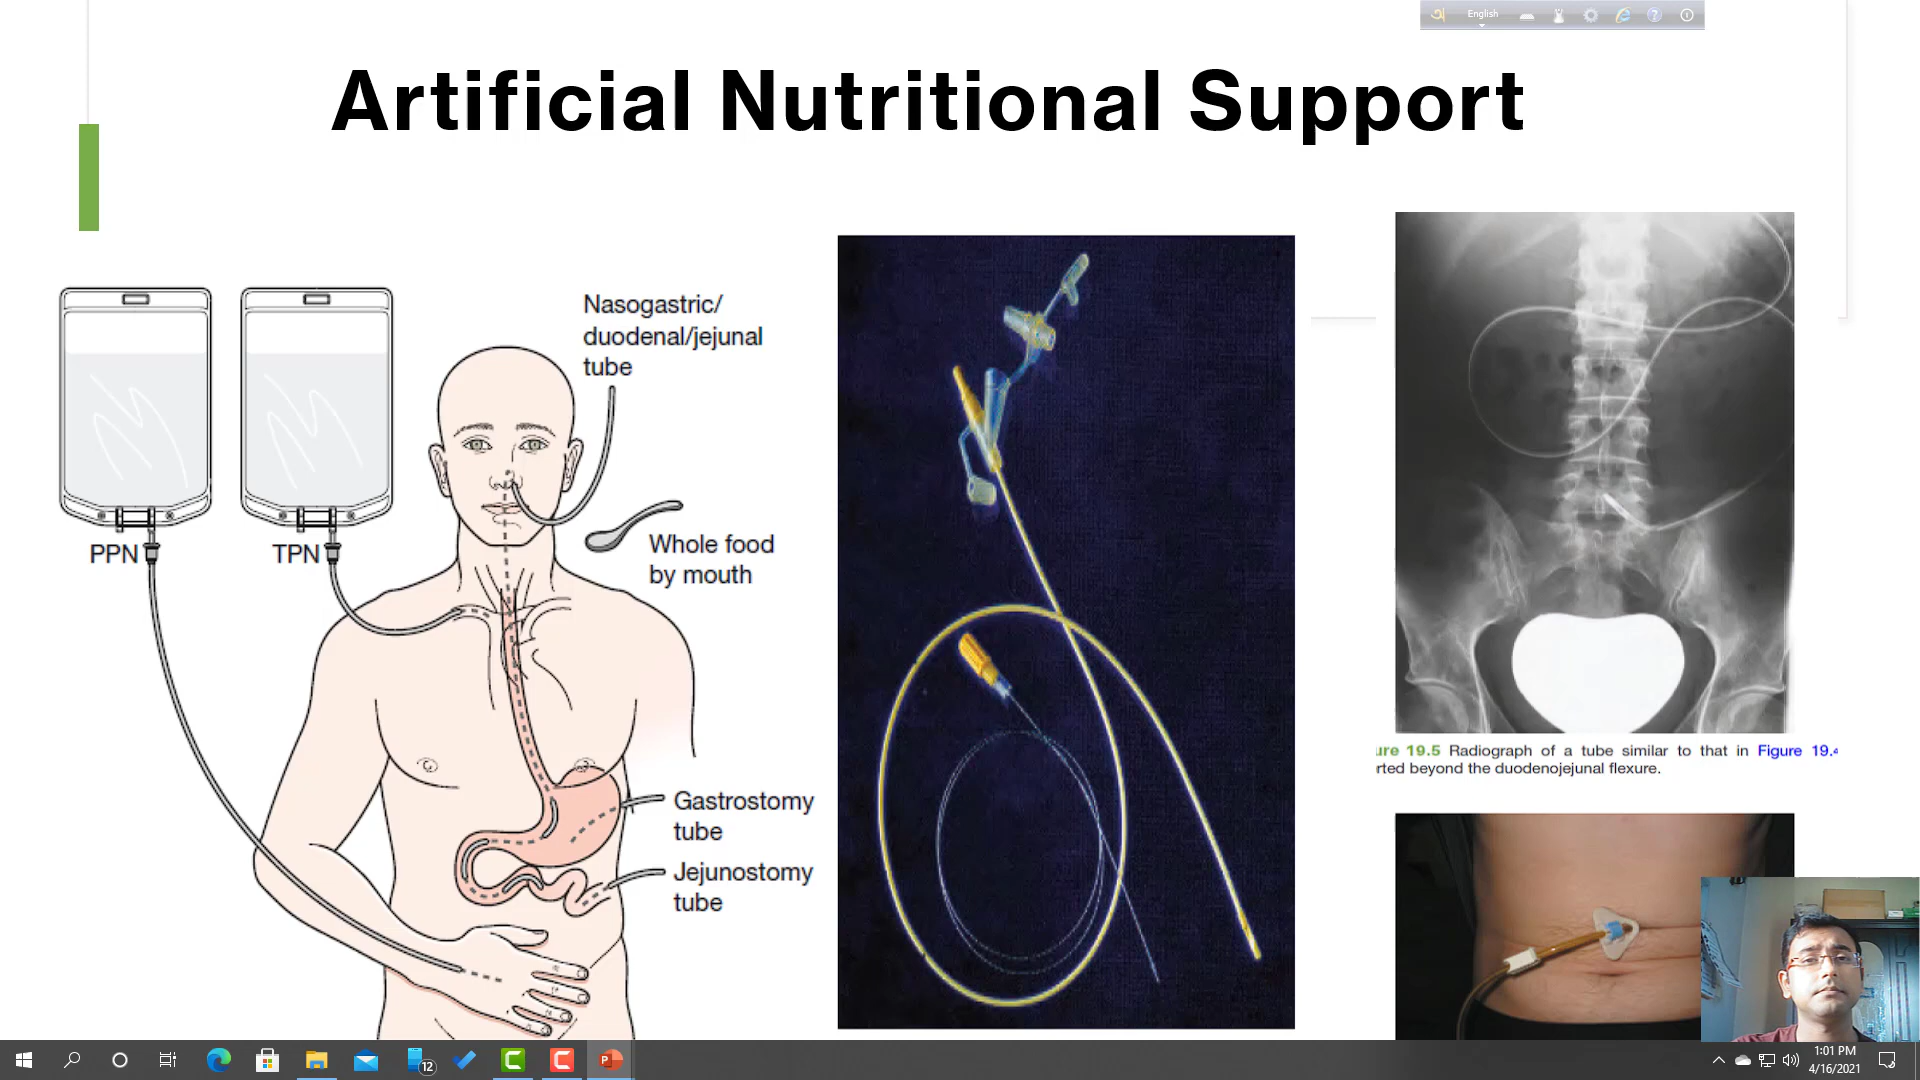 English
Artificial Nutritional Support
Nasogastric/
duodenal/jejunal
tube
Whole food
by mouth
PPN
TPN
Gastrostomy
tube
Jejunostomy
tube
ure 19.5 Radiograph of a tube similar to that in Figure 19.4
rted beyond the duodenojejunal flexure.
12
1:01 PM
4/16/2021